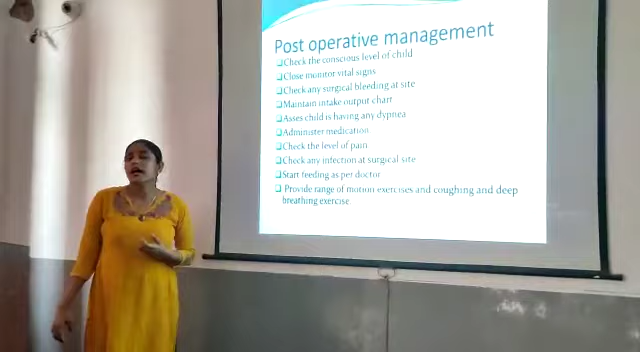 Post operative management
Check the conscious level of child
Close monitor vital signs
Check any surgical bleeding at site
Maintain intake output chart
Asses child is having any dypnea
Administer medication
Check the level of pain
Check any infection at surgical site
Start feeding as per doctor
Provide range of motion exercises and coughing and deep
breathing exercise